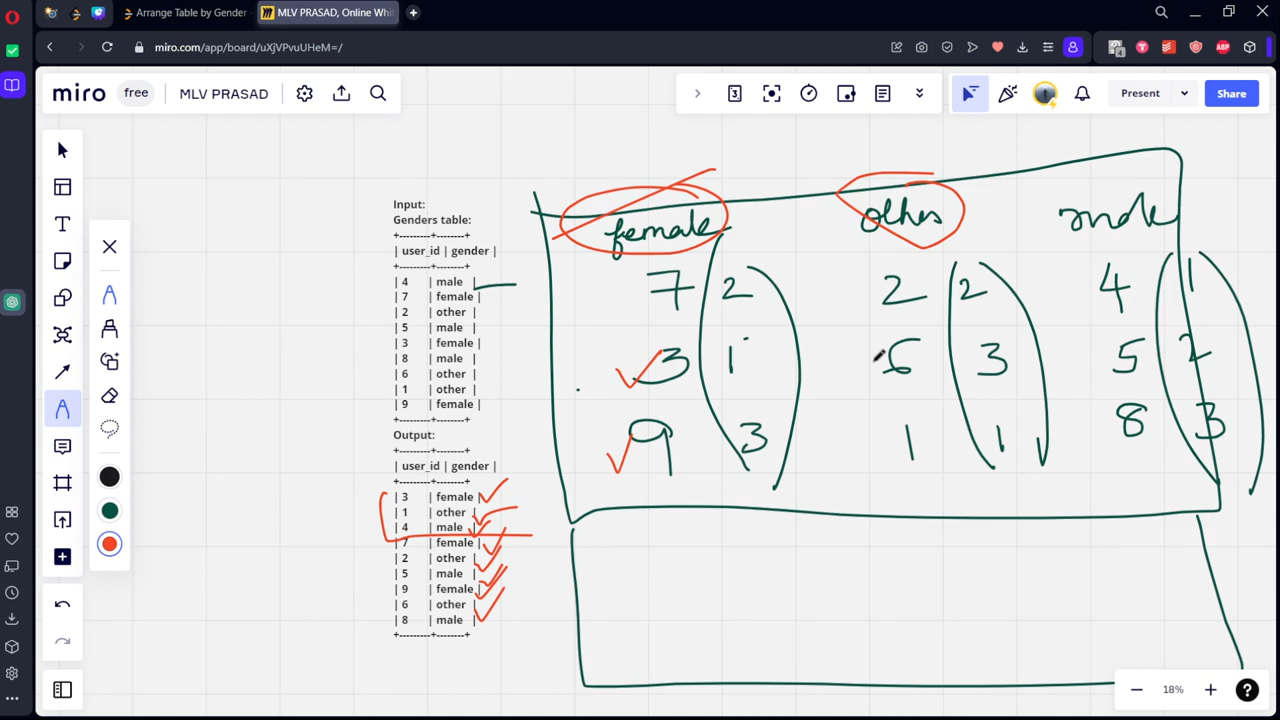 Arrange Table by Gender
MLV PRASAD, Online Whit
miro.com/app/board/uXjVPvuUHeM=/
ABP
miro
free
MLV PRASAD
3
Present
Share
Input:
Genders table:
+---------+--------+
| user_id | gender |
+---------+--------+
| 4 | male |
| 7 | female |
| 2 | other |
| 5 | male |
| 3 | female |
| 8 | male |
| 6 | other |
| 1 | other |
| 9 | female |
+---------+--------+
Output:
+---------+--------+
| user_id | gender |
+---------+--------+
| 3 | female |
| 1 | other |
| 4 | male |
| 7 | female |
| 2 | other |
| 5 | male |
| 9 | female |
| 6 | other |
| 8 | male |
+---------+--------+
female other male
7 2 2 2 4 1
3 1 6 3 5 2
9 3 1 1 8 3
18%
?